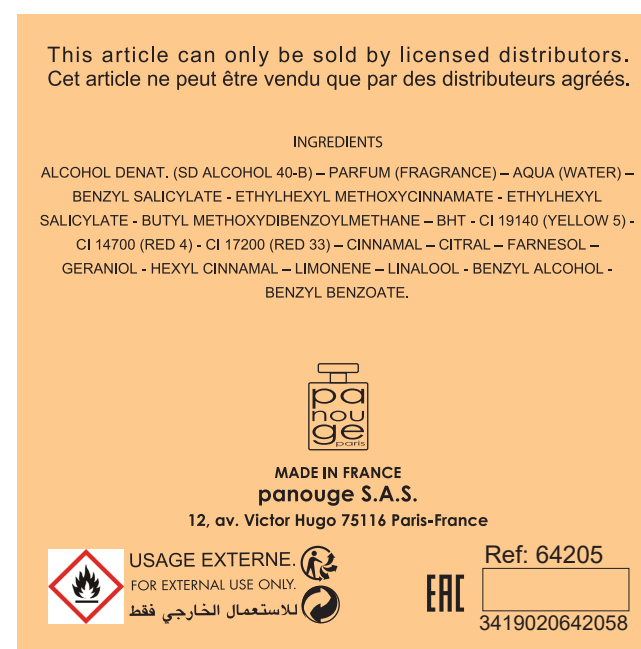 This article can only be sold by licensed distributors.
Cet article ne peut être vendu que par des distributeurs agréés.
INGREDIENTS
ALCOHOL DENAT. (SD ALCOHOL 40-B) – PARFUM (FRAGRANCE) – AQUA (WATER) –
BENZYL SALICYLATE - ETHYLHEXYL METHOXYCINNAMATE - ETHYLHEXYL
SALICYLATE - BUTYL METHOXYDIBENZOYLMETHANE – BHT - CI 19140 (YELLOW 5) -
CI 14700 (RED 4) - CI 17200 (RED 33) – CINNAMAL – CITRAL – FARNESOL –
GERANIOL - HEXYL CINNAMAL – LIMONENE – LINALOOL - BENZYL ALCOHOL -
BENZYL BENZOATE.
pa
nou
ge
paris
MADE IN FRANCE
panouge S.A.S.
12, av. Victor Hugo 75116 Paris-France
USAGE EXTERNE.
FOR EXTERNAL USE ONLY.
للاستعمال الخارجي فقط
EAC
Ref: 64205
3419020642058